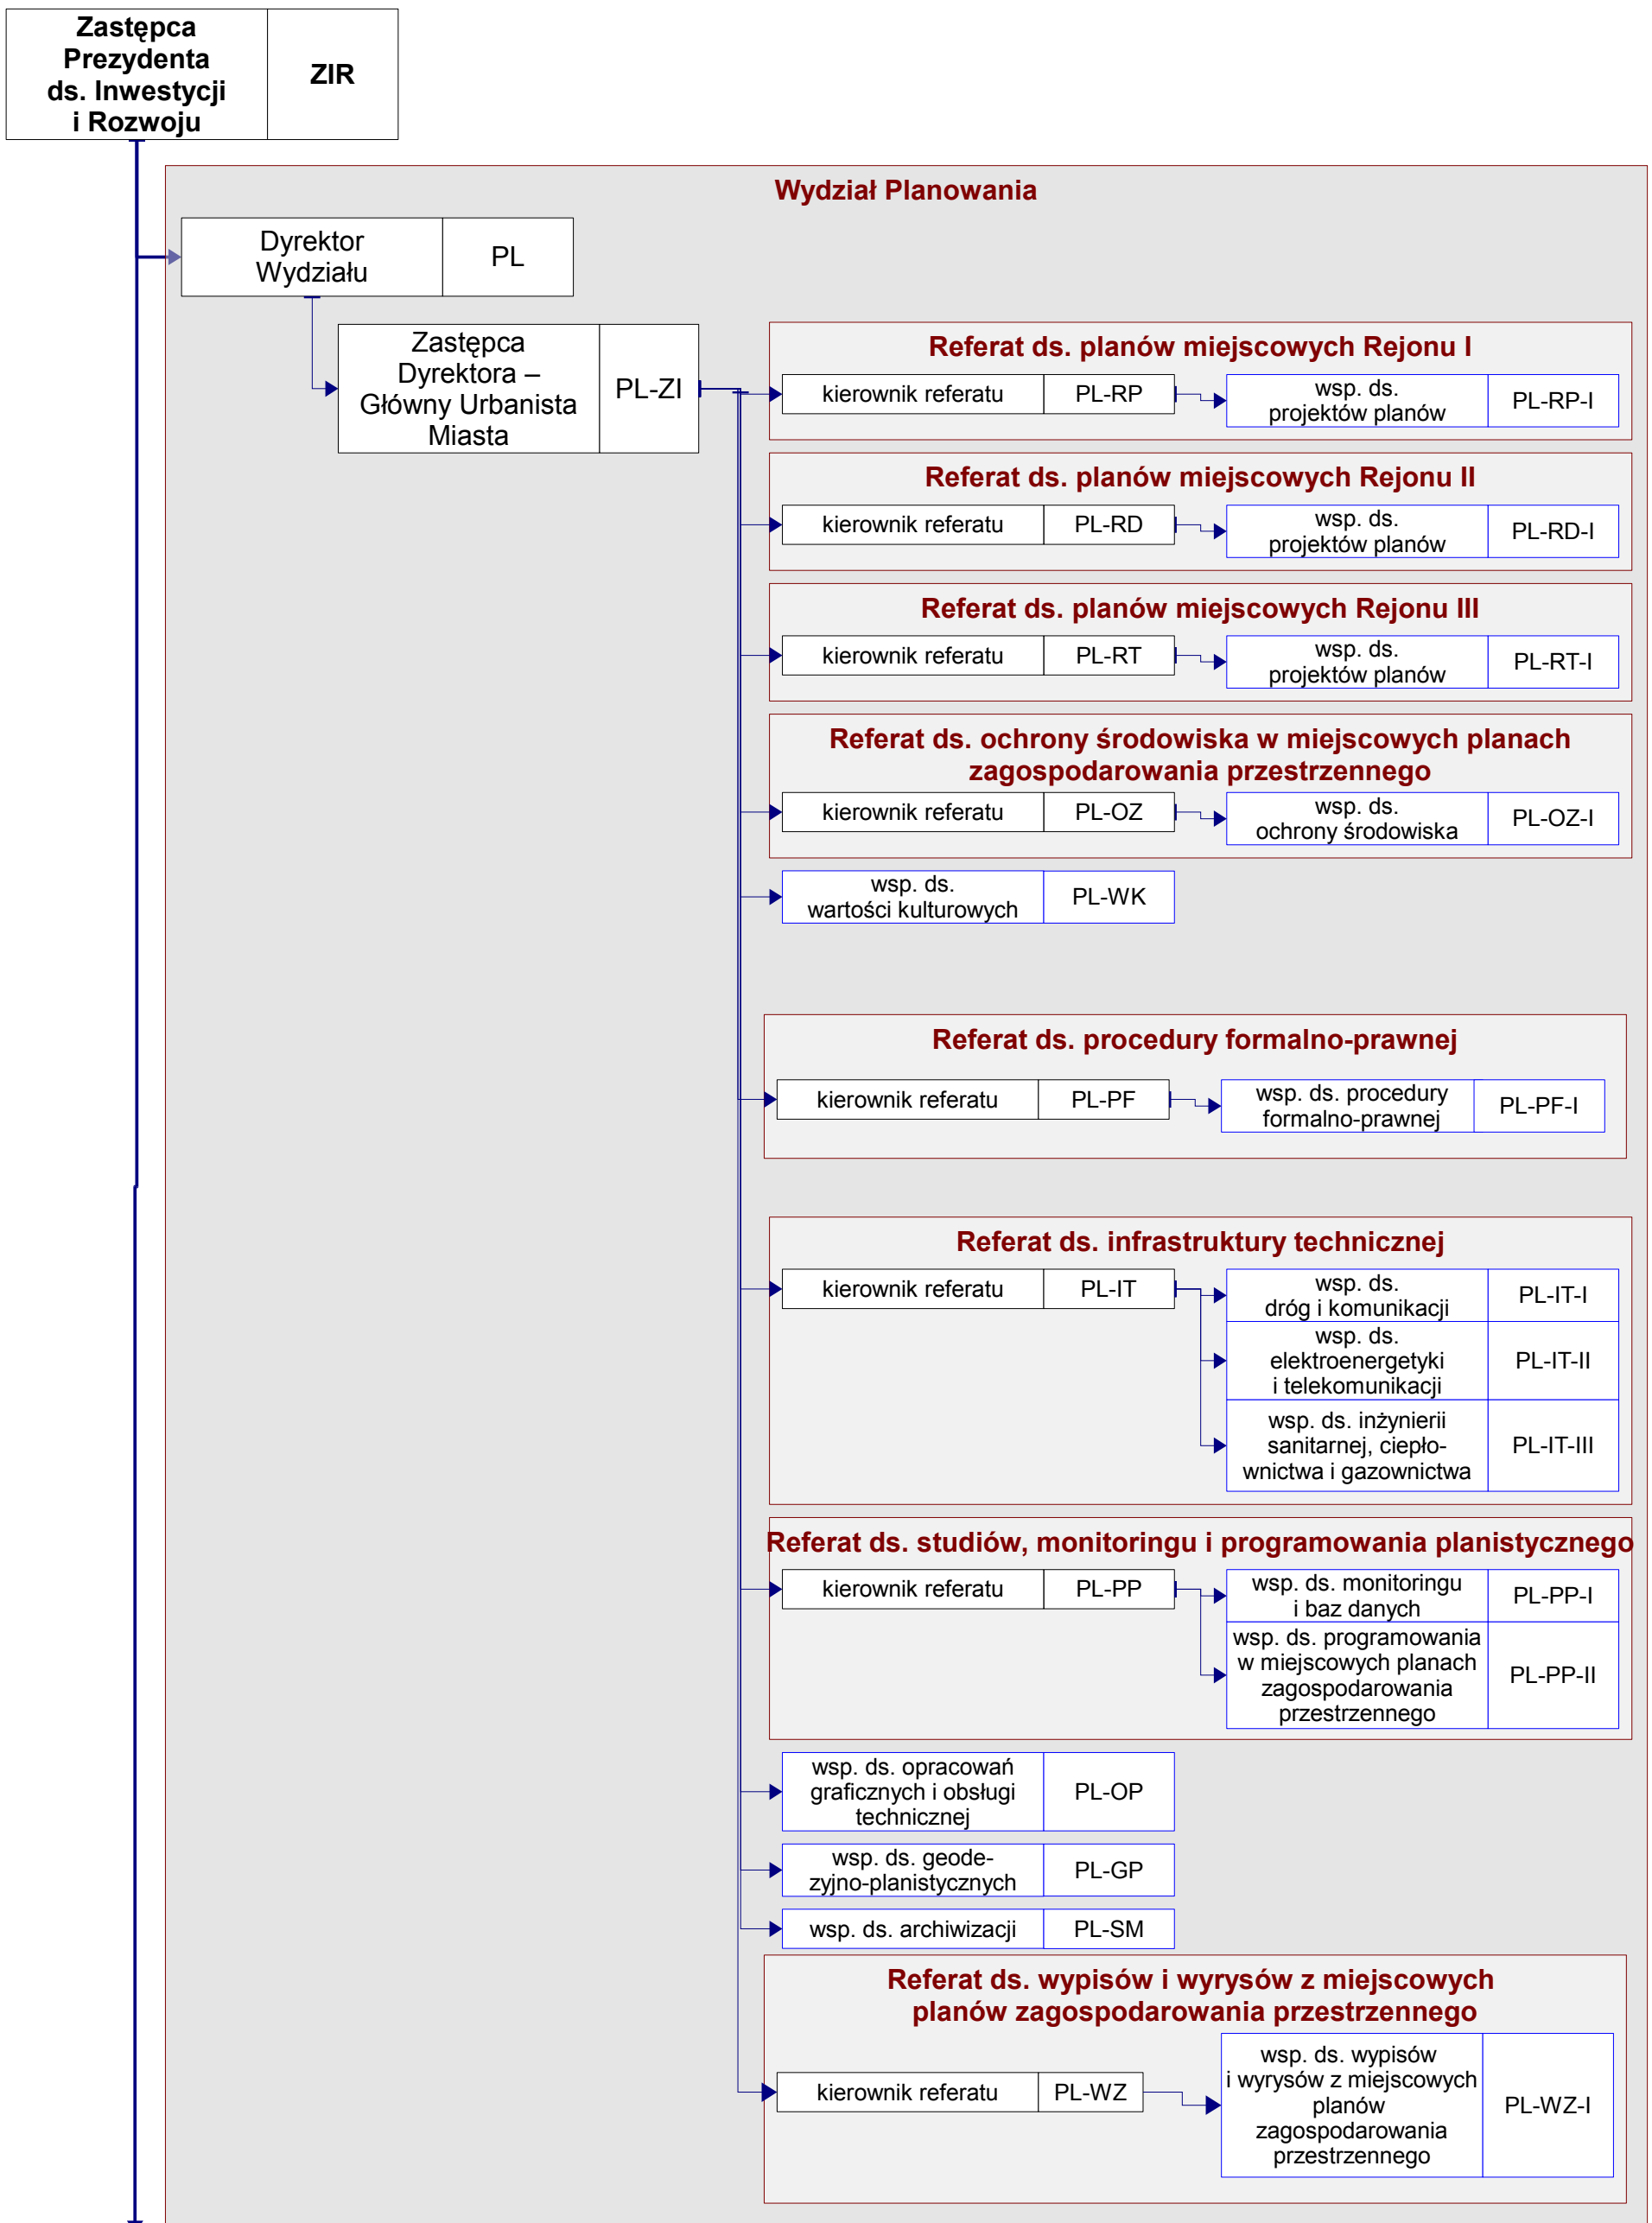 Zastępca
Prezydenta
ds. Inwestycji
i Rozwoju
ZIR
Wydział Planowania
Dyrektor
Wydziału
PL
Zastępca
Dyrektora –
Główny Urbanista
Miasta
PL-ZI
Referat ds. planów miejscowych Rejonu I
kierownik referatu
PL-RP
wsp. ds.
projektów planów
PL-RP-I
Referat ds. planów miejscowych Rejonu II
kierownik referatu
PL-RD
wsp. ds.
projektów planów
PL-RD-I
Referat ds. planów miejscowych Rejonu III
kierownik referatu
PL-RT
wsp. ds.
projektów planów
PL-RT-I
Referat ds. ochrony środowiska w miejscowych planach
zagospodarowania przestrzennego
kierownik referatu
PL-OZ
wsp. ds.
ochrony środowiska
PL-OZ-I
wsp. ds.
wartości kulturowych
PL-WK
Referat ds. procedury formalno-prawnej
kierownik referatu
PL-PF
wsp. ds. procedury
formalno-prawnej
PL-PF-I
Referat ds. infrastruktury technicznej
kierownik referatu
PL-IT
wsp. ds.
dróg i komunikacji
PL-IT-I
wsp. ds.
elektroenergetyki
i telekomunikacji
PL-IT-II
wsp. ds. inżynierii
sanitarnej, ciepło-
wnictwa i gazownictwa
PL-IT-III
Referat ds. studiów, monitoringu i programowania planistycznego
kierownik referatu
PL-PP
wsp. ds. monitoringu
i baz danych
PL-PP-I
wsp. ds. programowania
w miejscowych planach
zagospodarowania
przestrzennego
PL-PP-II
wsp. ds. opracowań
graficznych i obsługi
technicznej
PL-OP
wsp. ds. geode-
zyjno-planistycznych
PL-GP
wsp. ds. archiwizacji
PL-SM
Referat ds. wypisów i wyrysów z miejscowych
planów zagospodarowania przestrzennego
kierownik referatu
PL-WZ
wsp. ds. wypisów
i wyrysów z miejscowych
planów
zagospodarowania
przestrzennego
PL-WZ-I